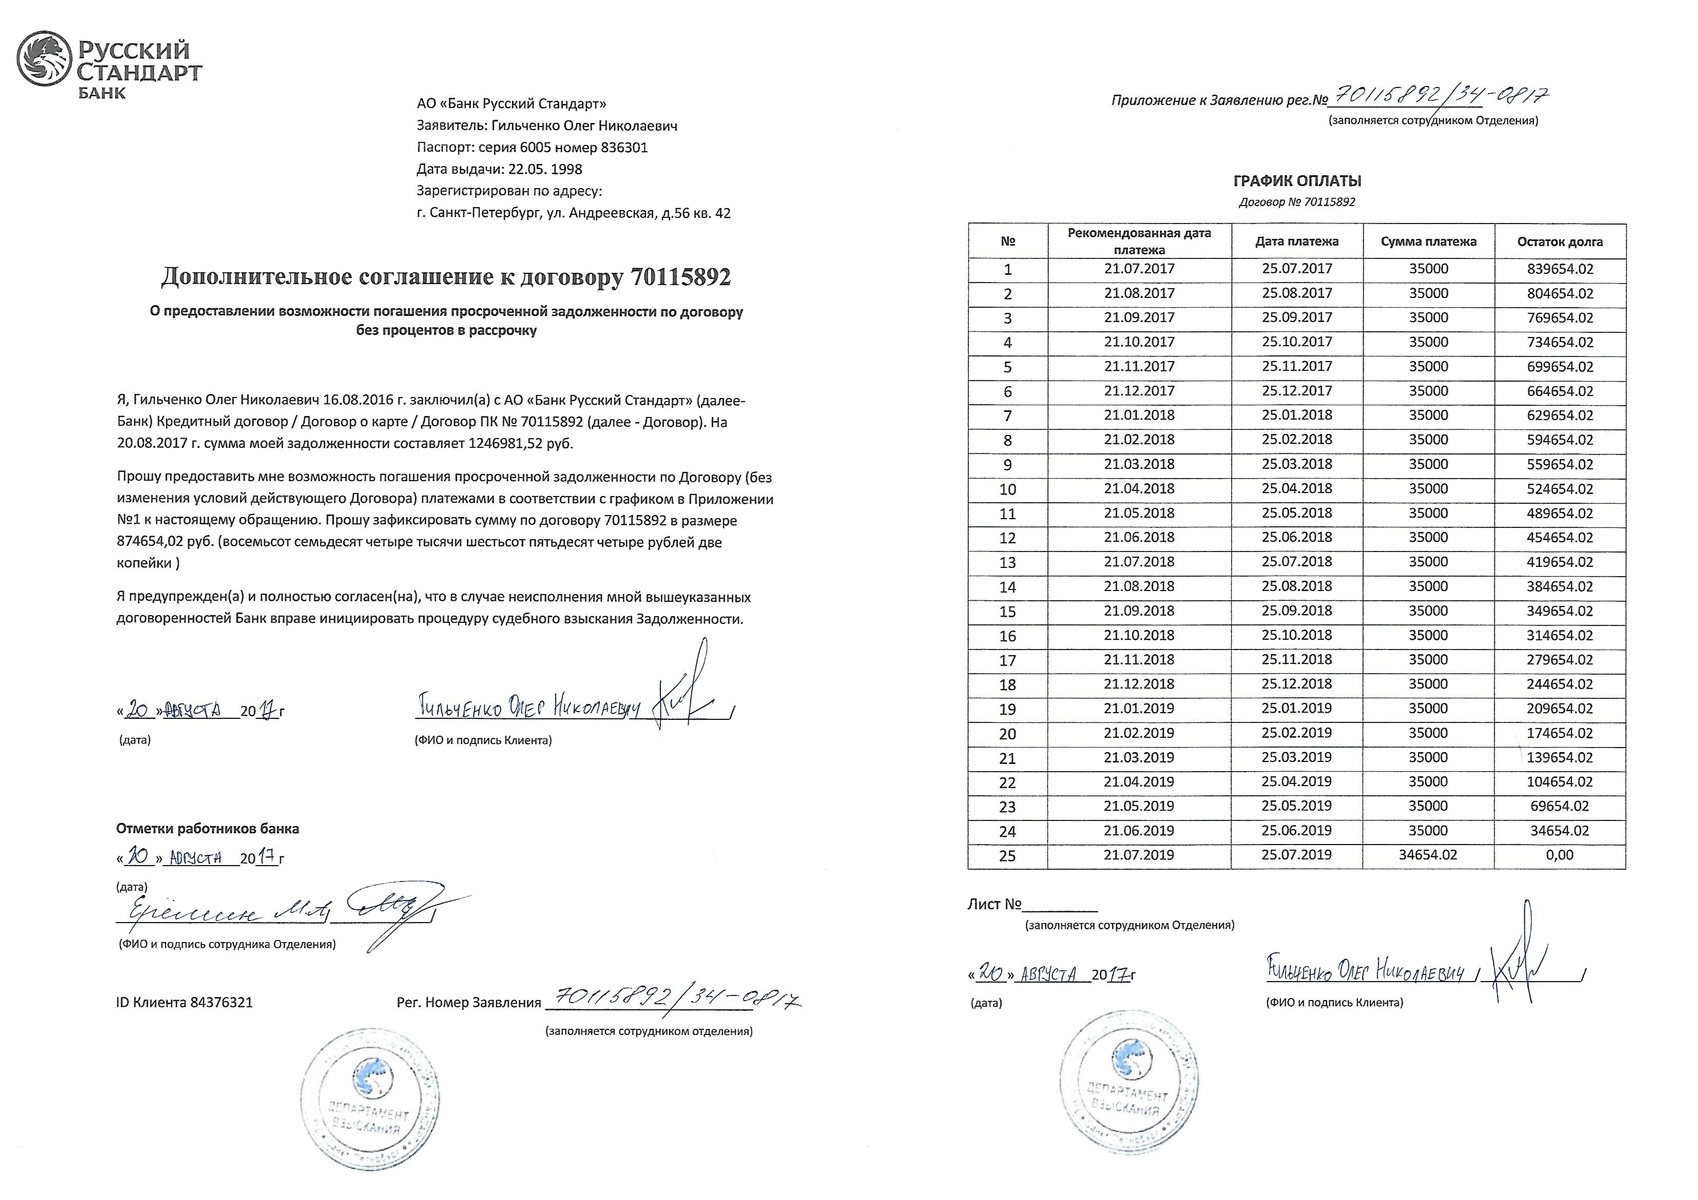 Русский
Стандарт
Банк
АО «Банк Русский Стандарт»
Заявитель: Гильченко Олег Николаевич
Паспорт: серия 6005 номер 836301
Дата выдачи: 22.05. 1998
Зарегистрирован по адресу:
г. Санкт-Петербург, ул. Андреевская, д.56 кв. 42
Дополнительное соглашение к договору 70115892
О предоставлении возможности погашения просроченной задолженности по договору
без процентов в рассрочку
Я, Гильченко Олег Николаевич 16.08.2016 г. заключил(а) с АО «Банк Русский Стандарт» (далее-
Банк) Кредитный договор / Договор о карте / Договор ПК № 70115892 (далее - Договор). На
20.08.2017 г. сумма моей задолженности составляет 1246981,52 руб.
Прошу предоставить мне возможность погашения просроченной задолженности по Договору (без
изменения условий действующего Договора) платежами в соответствии с графиком в Приложении
№1 к настоящему обращению. Прошу зафиксировать сумму по договору 70115892 в размере
874654,02 руб. (восемьсот семьдесят четыре тысячи шестьсот пятьдесят четыре рублей две
копейки )
Я предупрежден(а) и полностью согласен(на), что в случае неисполнения мной вышеуказанных
договоренностей Банк вправе инициировать процедуру судебного взыскания Задолженности.
«20» августа 2017 г Гильченко Олег Николаевич /
(дата) (ФИО и подпись Клиента)
Отметки работников банка
«20» августа 2017 г
(дата)
Ерёмин М.А /
(ФИО и подпись сотрудника Отделения)
ID Клиента 84376321 Рег. Номер Заявления 70115892/34-0817
(заполняется сотрудником отделения)
ДЕПАРТАМЕНТ
ВЗЫСКАНИЯ
Приложение к Заявлению рег.№ 70115892/34-0817
(заполняется сотрудником Отделения)
ГРАФИК ОПЛАТЫ
Договор № 70115892
№ Рекомендованная дата платежа Дата платежа Сумма платежа Остаток долга
1 21.07.2017 25.07.2017 35000 839654.02
2 21.08.2017 25.08.2017 35000 804654.02
3 21.09.2017 25.09.2017 35000 769654.02
4 21.10.2017 25.10.2017 35000 734654.02
5 21.11.2017 25.11.2017 35000 699654.02
6 21.12.2017 25.12.2017 35000 664654.02
7 21.01.2018 25.01.2018 35000 629654.02
8 21.02.2018 25.02.2018 35000 594654.02
9 21.03.2018 25.03.2018 35000 559654.02
10 21.04.2018 25.04.2018 35000 524654.02
11 21.05.2018 25.05.2018 35000 489654.02
12 21.06.2018 25.06.2018 35000 454654.02
13 21.07.2018 25.07.2018 35000 419654.02
14 21.08.2018 25.08.2018 35000 384654.02
15 21.09.2018 25.09.2018 35000 349654.02
16 21.10.2018 25.10.2018 35000 314654.02
17 21.11.2018 25.11.2018 35000 279654.02
18 21.12.2018 25.12.2018 35000 244654.02
19 21.01.2019 25.01.2019 35000 209654.02
20 21.02.2019 25.02.2019 35000 174654.02
21 21.03.2019 25.03.2019 35000 139654.02
22 21.04.2019 25.04.2019 35000 104654.02
23 21.05.2019 25.05.2019 35000 69654.02
24 21.06.2019 25.06.2019 35000 34654.02
25 21.07.2019 25.07.2019 34654.02 0,00
Лист №
(заполняется сотрудником Отделения)
«20» августа 2017 г Гильченко Олег Николаевич / /
(дата) (ФИО и подпись Клиента)
ДЕПАРТАМЕНТ
ВЗЫСКАНИЯ